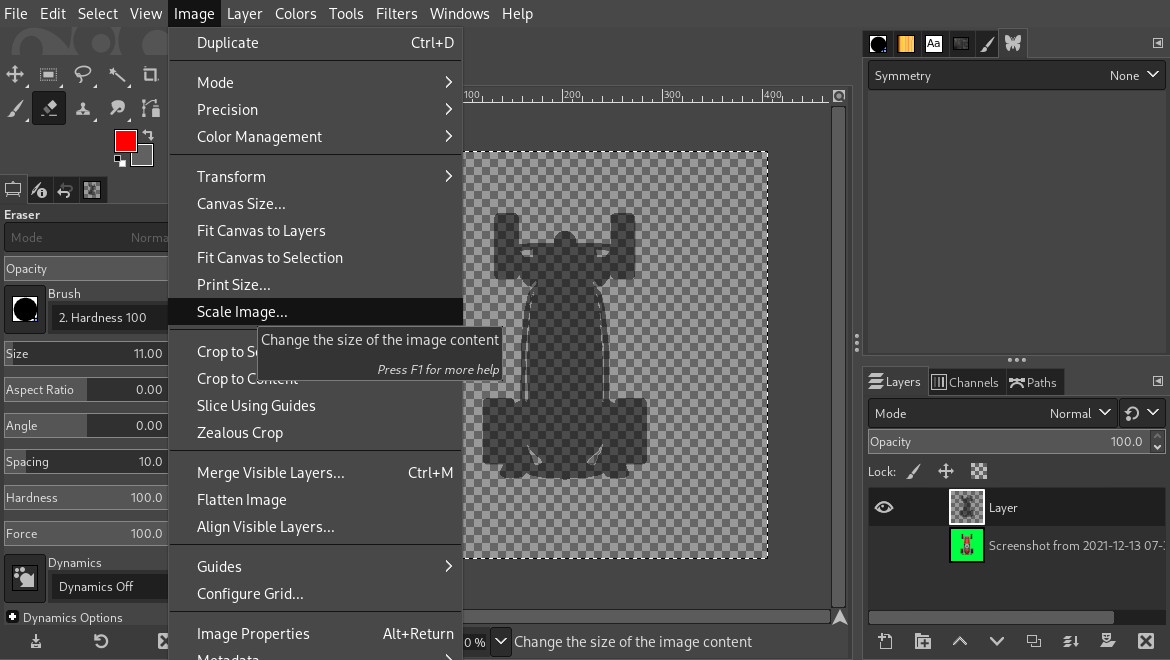 File Edit Select View Image Layer Colors Tools Filters Windows Help
Duplicate Ctrl+D
Mode
Precision
Color Management
Transform
Canvas Size...
Fit Canvas to Layers
Fit Canvas to Selection
Print Size...
Scale Image...
Change the size of the image content
Press F1 for more help
Crop to
Crop to Content
Slice Using Guides
Zealous Crop
Merge Visible Layers... Ctrl+M
Flatten Image
Align Visible Layers...
Guides
Configure Grid...
Image Properties Alt+Return
Metadata
Eraser
Mode Norma
Opacity
Brush
2. Hardness 100
Size 11.00
Aspect Ratio 0.00
Angle 0.00
Spacing 10.0
Hardness 100.0
Force 100.0
Dynamics
Dynamics Off
Dynamics Options
100 200 300 400
0 % Change the size of the image content
Aa
Symmetry None
Layers Channels Paths
Mode Normal
Opacity 100.0
Lock:
Layer
Screenshot from 2021-12-13 07-